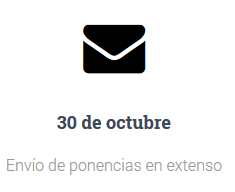 30 de octubre
Envío de ponencias en extenso